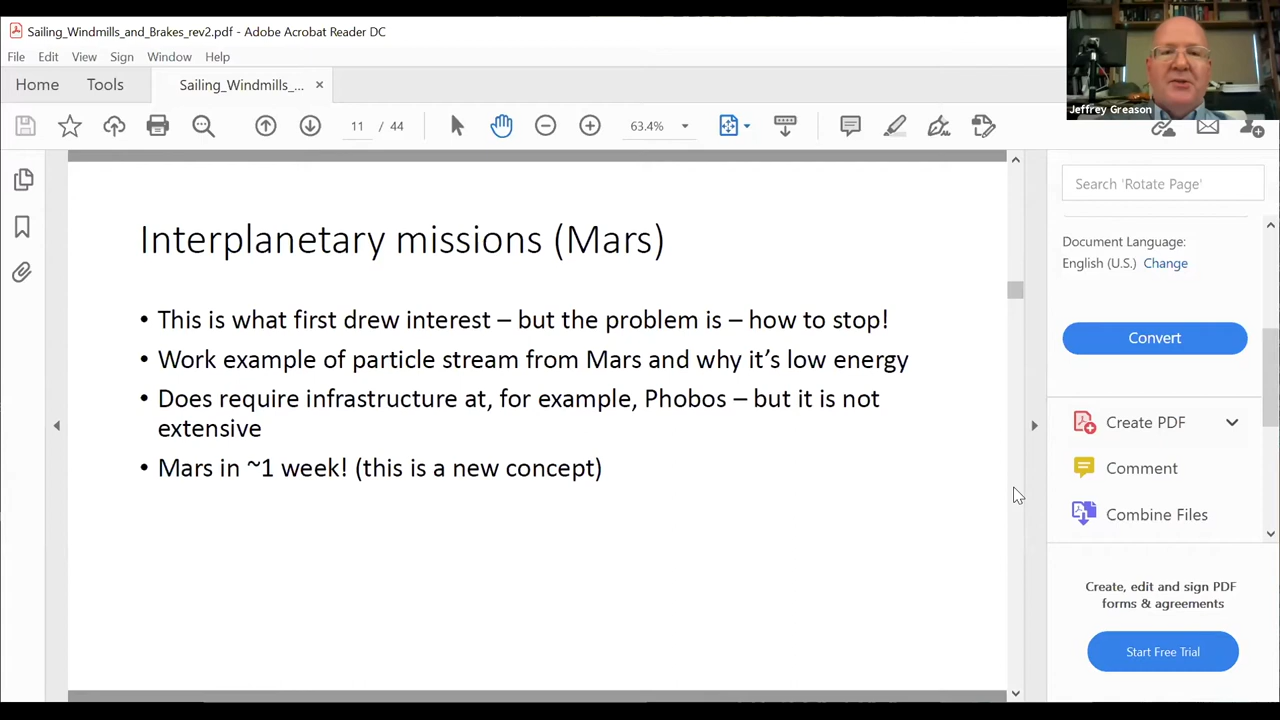 Sailing_Windmills_and_Brakes_rev2.pdf - Adobe Acrobat Reader DC
File Edit View Sign Window Help
Home Tools Sailing_Windmills_... ×
11 / 44 63.4%
Jeffrey Greason
Interplanetary missions (Mars)
• This is what first drew interest – but the problem is – how to stop!
• Work example of particle stream from Mars and why it's low energy
• Does require infrastructure at, for example, Phobos – but it is not
extensive
• Mars in ~1 week! (this is a new concept)
Search 'Rotate Page'
Document Language:
English (U.S.) Change
Convert
Create PDF
Comment
Combine Files
Create, edit and sign PDF
forms & agreements
Start Free Trial